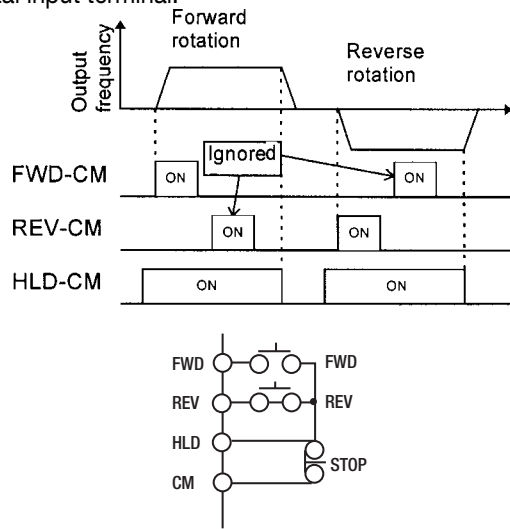 al input terminal.
Forward
rotation
Reverse
rotation
Output
frequency
Ignored
FWD-CM
ON
ON
REV-CM
ON
ON
HLD-CM
ON
ON
FWD
FWD
REV
REV
HLD
STOP
CM